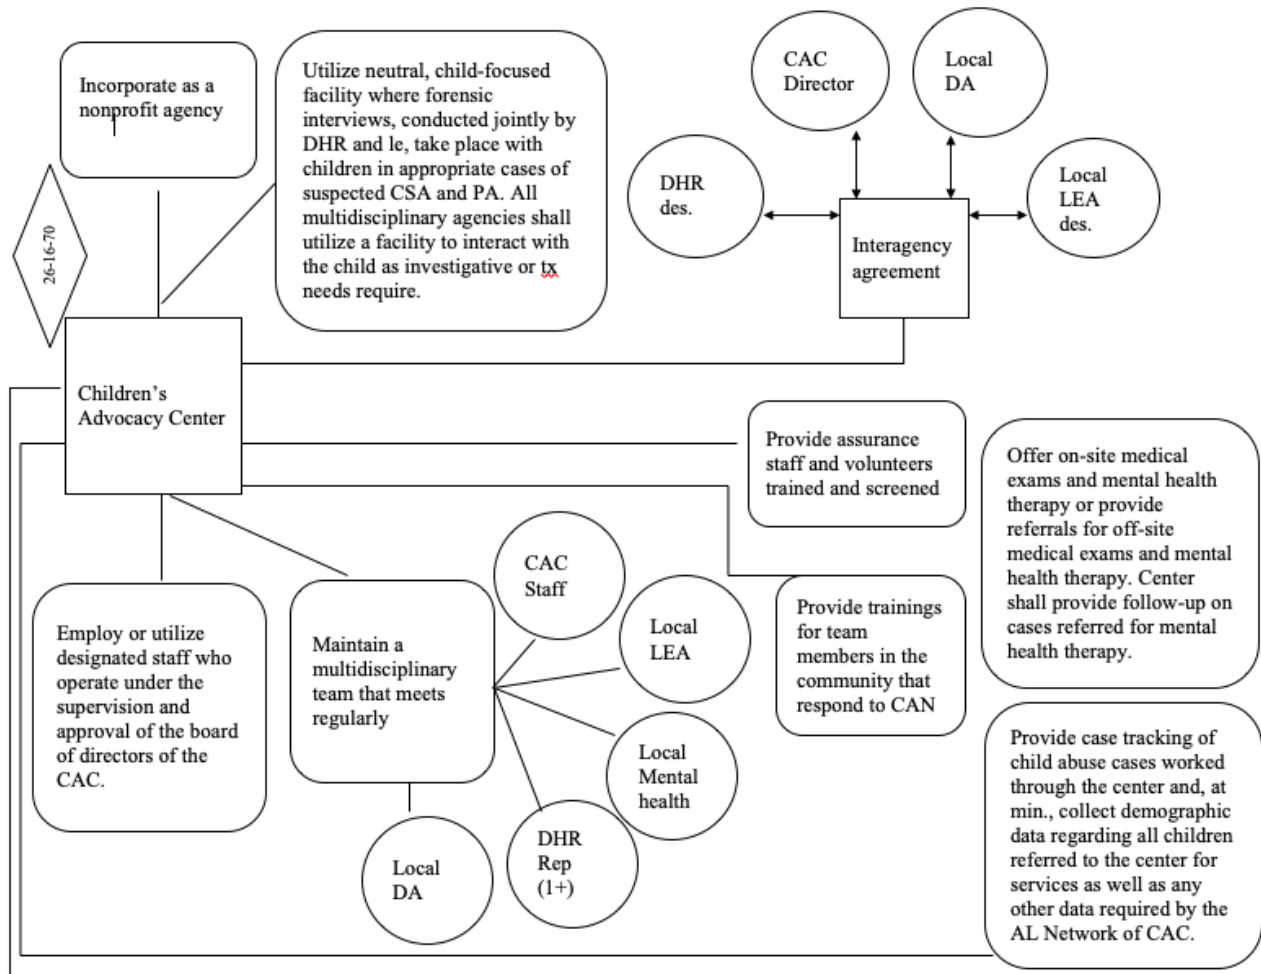 Incorporate as a
nonprofit agency
Utilize neutral, child-focused
facility where forensic
interviews, conducted jointly by
DHR and le, take place with
children in appropriate cases of
suspected CSA and PA. All
multidisciplinary agencies shall
utilize a facility to interact with
the child as investigative or tx
needs require.
CAC
Director
Local
DA
DHR
des.
Local
LEA
des.
Interagency
agreement
26-16-70
Children's
Advocacy Center
Provide assurance
staff and volunteers
trained and screened
Offer on-site medical
exams and mental health
therapy or provide
referrals for off-site
medical exams and mental
health therapy. Center
shall provide follow-up on
cases referred for mental
health therapy.
Employ or utilize
designated staff who
operate under the
supervision and
approval of the board
of directors of the
CAC.
Maintain a
multidisciplinary
team that meets
regularly
CAC
Staff
Local
LEA
Local
Mental
health
DHR
Rep
(1+)
Local
DA
Provide trainings
for team
members in the
community that
respond to CAN
Provide case tracking of
child abuse cases worked
through the center and, at
min., collect demographic
data regarding all children
referred to the center for
services as well as any
other data required by the
AL Network of CAC.